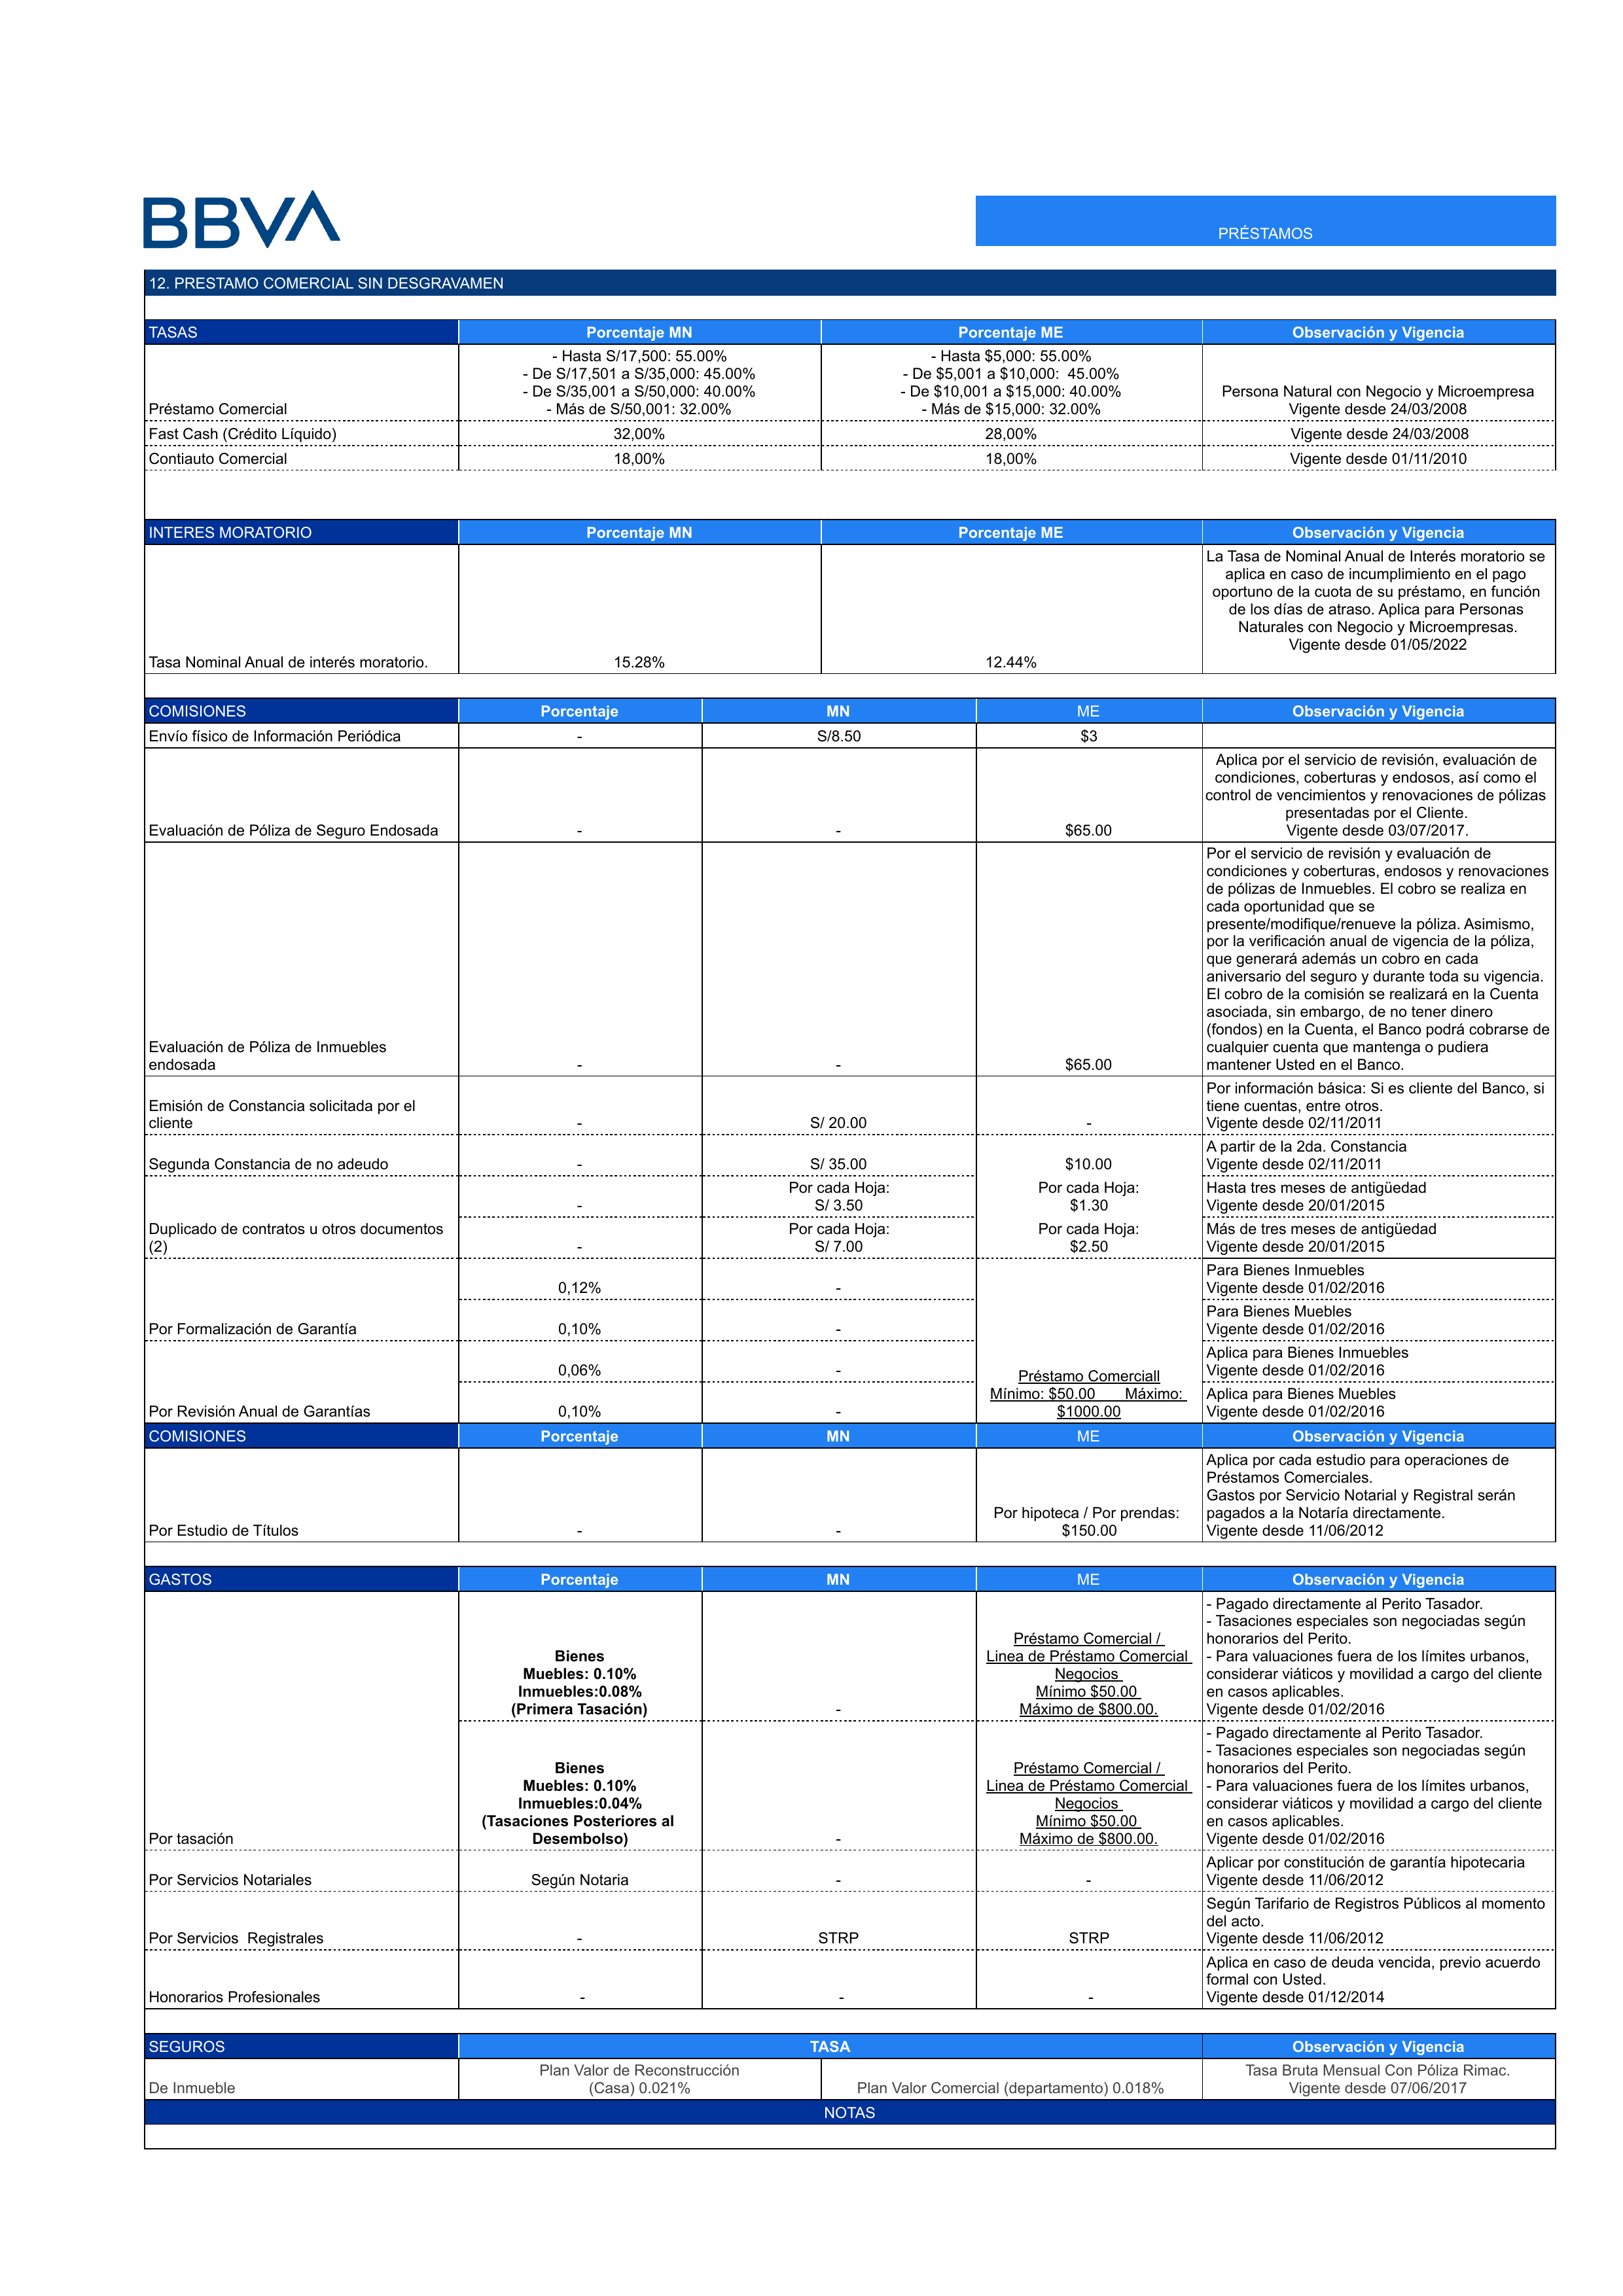 BBVA
PRÉSTAMOS
12. PRESTAMO COMERCIAL SIN DESGRAVAMEN
TASAS Porcentaje MN Porcentaje ME Observación y Vigencia
Préstamo Comercial
- Hasta S/17,500: 55.00%
- De S/17,501 a S/35,000: 45.00%
- De S/35,001 a S/50,000: 40.00%
- Más de S/50,001: 32.00%
- Hasta $5,000: 55.00%
- De $5,001 a $10,000:  45.00%
- De $10,001 a $15,000: 40.00%
- Más de $15,000: 32.00%
Persona Natural con Negocio y Microempresa
Vigente desde 24/03/2008
Fast Cash (Crédito Líquido) 32,00% 28,00% Vigente desde 24/03/2008
Contiauto Comercial 18,00% 18,00% Vigente desde 01/11/2010
INTERES MORATORIO Porcentaje MN Porcentaje ME Observación y Vigencia
Tasa Nominal Anual de interés moratorio. 15.28% 12.44%
La Tasa de Nominal Anual de Interés moratorio se
aplica en caso de incumplimiento en el pago
oportuno de la cuota de su préstamo, en función
de los días de atraso. Aplica para Personas
Naturales con Negocio y Microempresas.
Vigente desde 01/05/2022
COMISIONES Porcentaje MN ME Observación y Vigencia
Envío físico de Información Periódica - S/8.50 $3
Evaluación de Póliza de Seguro Endosada - - $65.00
Aplica por el servicio de revisión, evaluación de
condiciones, coberturas y endosos, así como el
control de vencimientos y renovaciones de pólizas
presentadas por el Cliente.
Vigente desde 03/07/2017.
Evaluación de Póliza de Inmuebles
endosada - - $65.00
Por el servicio de revisión y evaluación de
condiciones y coberturas, endosos y renovaciones
de pólizas de Inmuebles. El cobro se realiza en
cada oportunidad que se
presente/modifique/renueve la póliza. Asimismo,
por la verificación anual de vigencia de la póliza,
que generará además un cobro en cada
aniversario del seguro y durante toda su vigencia.
El cobro de la comisión se realizará en la Cuenta
asociada, sin embargo, de no tener dinero
(fondos) en la Cuenta, el Banco podrá cobrarse de
cualquier cuenta que mantenga o pudiera
mantener Usted en el Banco.
Emisión de Constancia solicitada por el
cliente - S/ 20.00 -
Por información básica: Si es cliente del Banco, si
tiene cuentas, entre otros.
Vigente desde 02/11/2011
Segunda Constancia de no adeudo - S/ 35.00 $10.00
A partir de la 2da. Constancia
Vigente desde 02/11/2011
Duplicado de contratos u otros documentos
(2)
-
Por cada Hoja:
S/ 3.50
Por cada Hoja:
$1.30
Hasta tres meses de antigüedad
Vigente desde 20/01/2015
-
Por cada Hoja:
S/ 7.00
Por cada Hoja:
$2.50
Más de tres meses de antigüedad
Vigente desde 20/01/2015
Por Formalización de Garantía
0,12% -
Para Bienes Inmuebles
Vigente desde 01/02/2016
0,10% -
Para Bienes Muebles
Vigente desde 01/02/2016
Por Revisión Anual de Garantías
0,06% -
Aplica para Bienes Inmuebles
Vigente desde 01/02/2016
0,10% -
Préstamo Comerciall
Mínimo: $50.00 Máximo:
$1000.00
Aplica para Bienes Muebles
Vigente desde 01/02/2016
COMISIONES Porcentaje MN ME Observación y Vigencia
Por Estudio de Títulos - -
Por hipoteca / Por prendas:
$150.00
Aplica por cada estudio para operaciones de
Préstamos Comerciales.
Gastos por Servicio Notarial y Registral serán
pagados a la Notaría directamente.
Vigente desde 11/06/2012
GASTOS Porcentaje MN ME Observación y Vigencia
Por tasación
Bienes
Muebles: 0.10%
Inmuebles:0.08%
(Primera Tasación)
-
Préstamo Comercial /
Linea de Préstamo Comercial
Negocios
Mínimo $50.00
Máximo de $800.00.
- Pagado directamente al Perito Tasador.
- Tasaciones especiales son negociadas según
honorarios del Perito.
- Para valuaciones fuera de los límites urbanos,
considerar viáticos y movilidad a cargo del cliente
en casos aplicables.
Vigente desde 01/02/2016
Bienes
Muebles: 0.10%
Inmuebles:0.04%
(Tasaciones Posteriores al
Desembolso)
-
Préstamo Comercial /
Linea de Préstamo Comercial
Negocios
Mínimo $50.00
Máximo de $800.00.
- Pagado directamente al Perito Tasador.
- Tasaciones especiales son negociadas según
honorarios del Perito.
- Para valuaciones fuera de los límites urbanos,
considerar viáticos y movilidad a cargo del cliente
en casos aplicables.
Vigente desde 01/02/2016
Por Servicios Notariales Según Notaria - -
Aplicar por constitución de garantía hipotecaria
Vigente desde 11/06/2012
Por Servicios  Registrales - STRP STRP
Según Tarifario de Registros Públicos al momento
del acto.
Vigente desde 11/06/2012
Honorarios Profesionales - - -
Aplica en caso de deuda vencida, previo acuerdo
formal con Usted.
Vigente desde 01/12/2014
SEGUROS TASA Observación y Vigencia
De Inmueble
Plan Valor de Reconstrucción
(Casa) 0.021%
Plan Valor Comercial (departamento) 0.018%
Tasa Bruta Mensual Con Póliza Rimac.
Vigente desde 07/06/2017
NOTAS